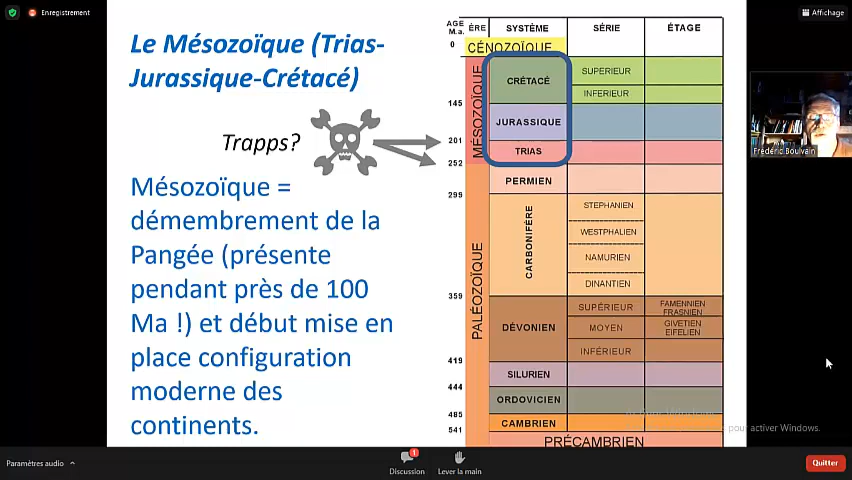 Enregistrement
Affichage
Le Mésozoïque (Trias-
Jurassique-Crétacé)
Trapps?
Mésozoïque =
démembrement de la
Pangée (présente
pendant près de 100
Ma !) et début mise en
place configuration
moderne des
continents.
AGE
M.a.
ÈRE
SYSTÈME
SÉRIE
ÉTAGE
0
CÉNOZOÏQUE
MÉSOZOÏQUE
CRÉTACÉ
SUPERIEUR
INFERIEUR
145
JURASSIQUE
201
TRIAS
252
PALÉOZOÏQUE
PERMIEN
299
CARBONIFÈRE
STEPHANIEN
WESTPHALIEN
NAMURIEN
DINANTIEN
359
DÉVONIEN
SUPÉRIEUR
FAMENNIEN
FRASNIEN
MOYEN
GIVETIEN
EIFELIEN
INFÉRIEUR
419
SILURIEN
444
ORDOVICIEN
485
CAMBRIEN
541
PRÉCAMBRIEN
Frédéric Boulvain
pour activer Windows.
Paramètres audio
1
Discussion
Lever la main
Quitter